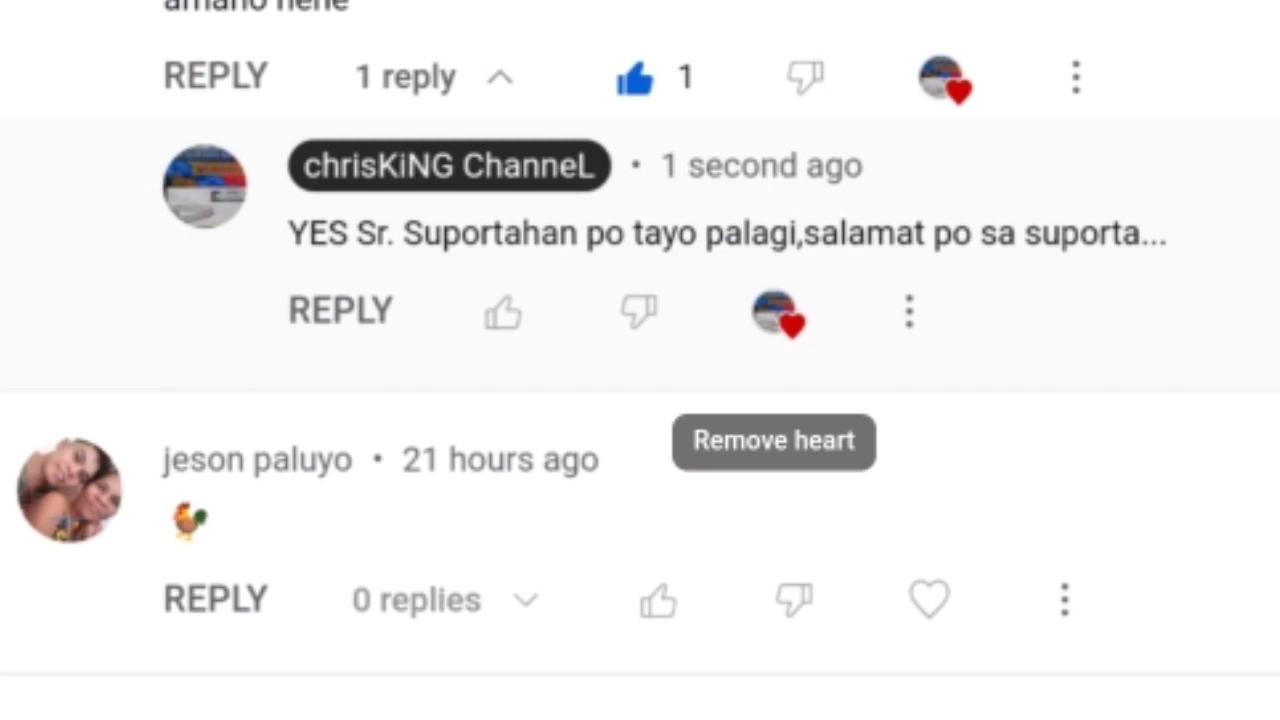 REPLY 1 reply 1
chrisKiNG ChanneL • 1 second ago
YES Sr. Suportahan po tayo palagi,salamat po sa suporta...
REPLY
Remove heart
jeson paluyo • 21 hours ago
REPLY 0 replies